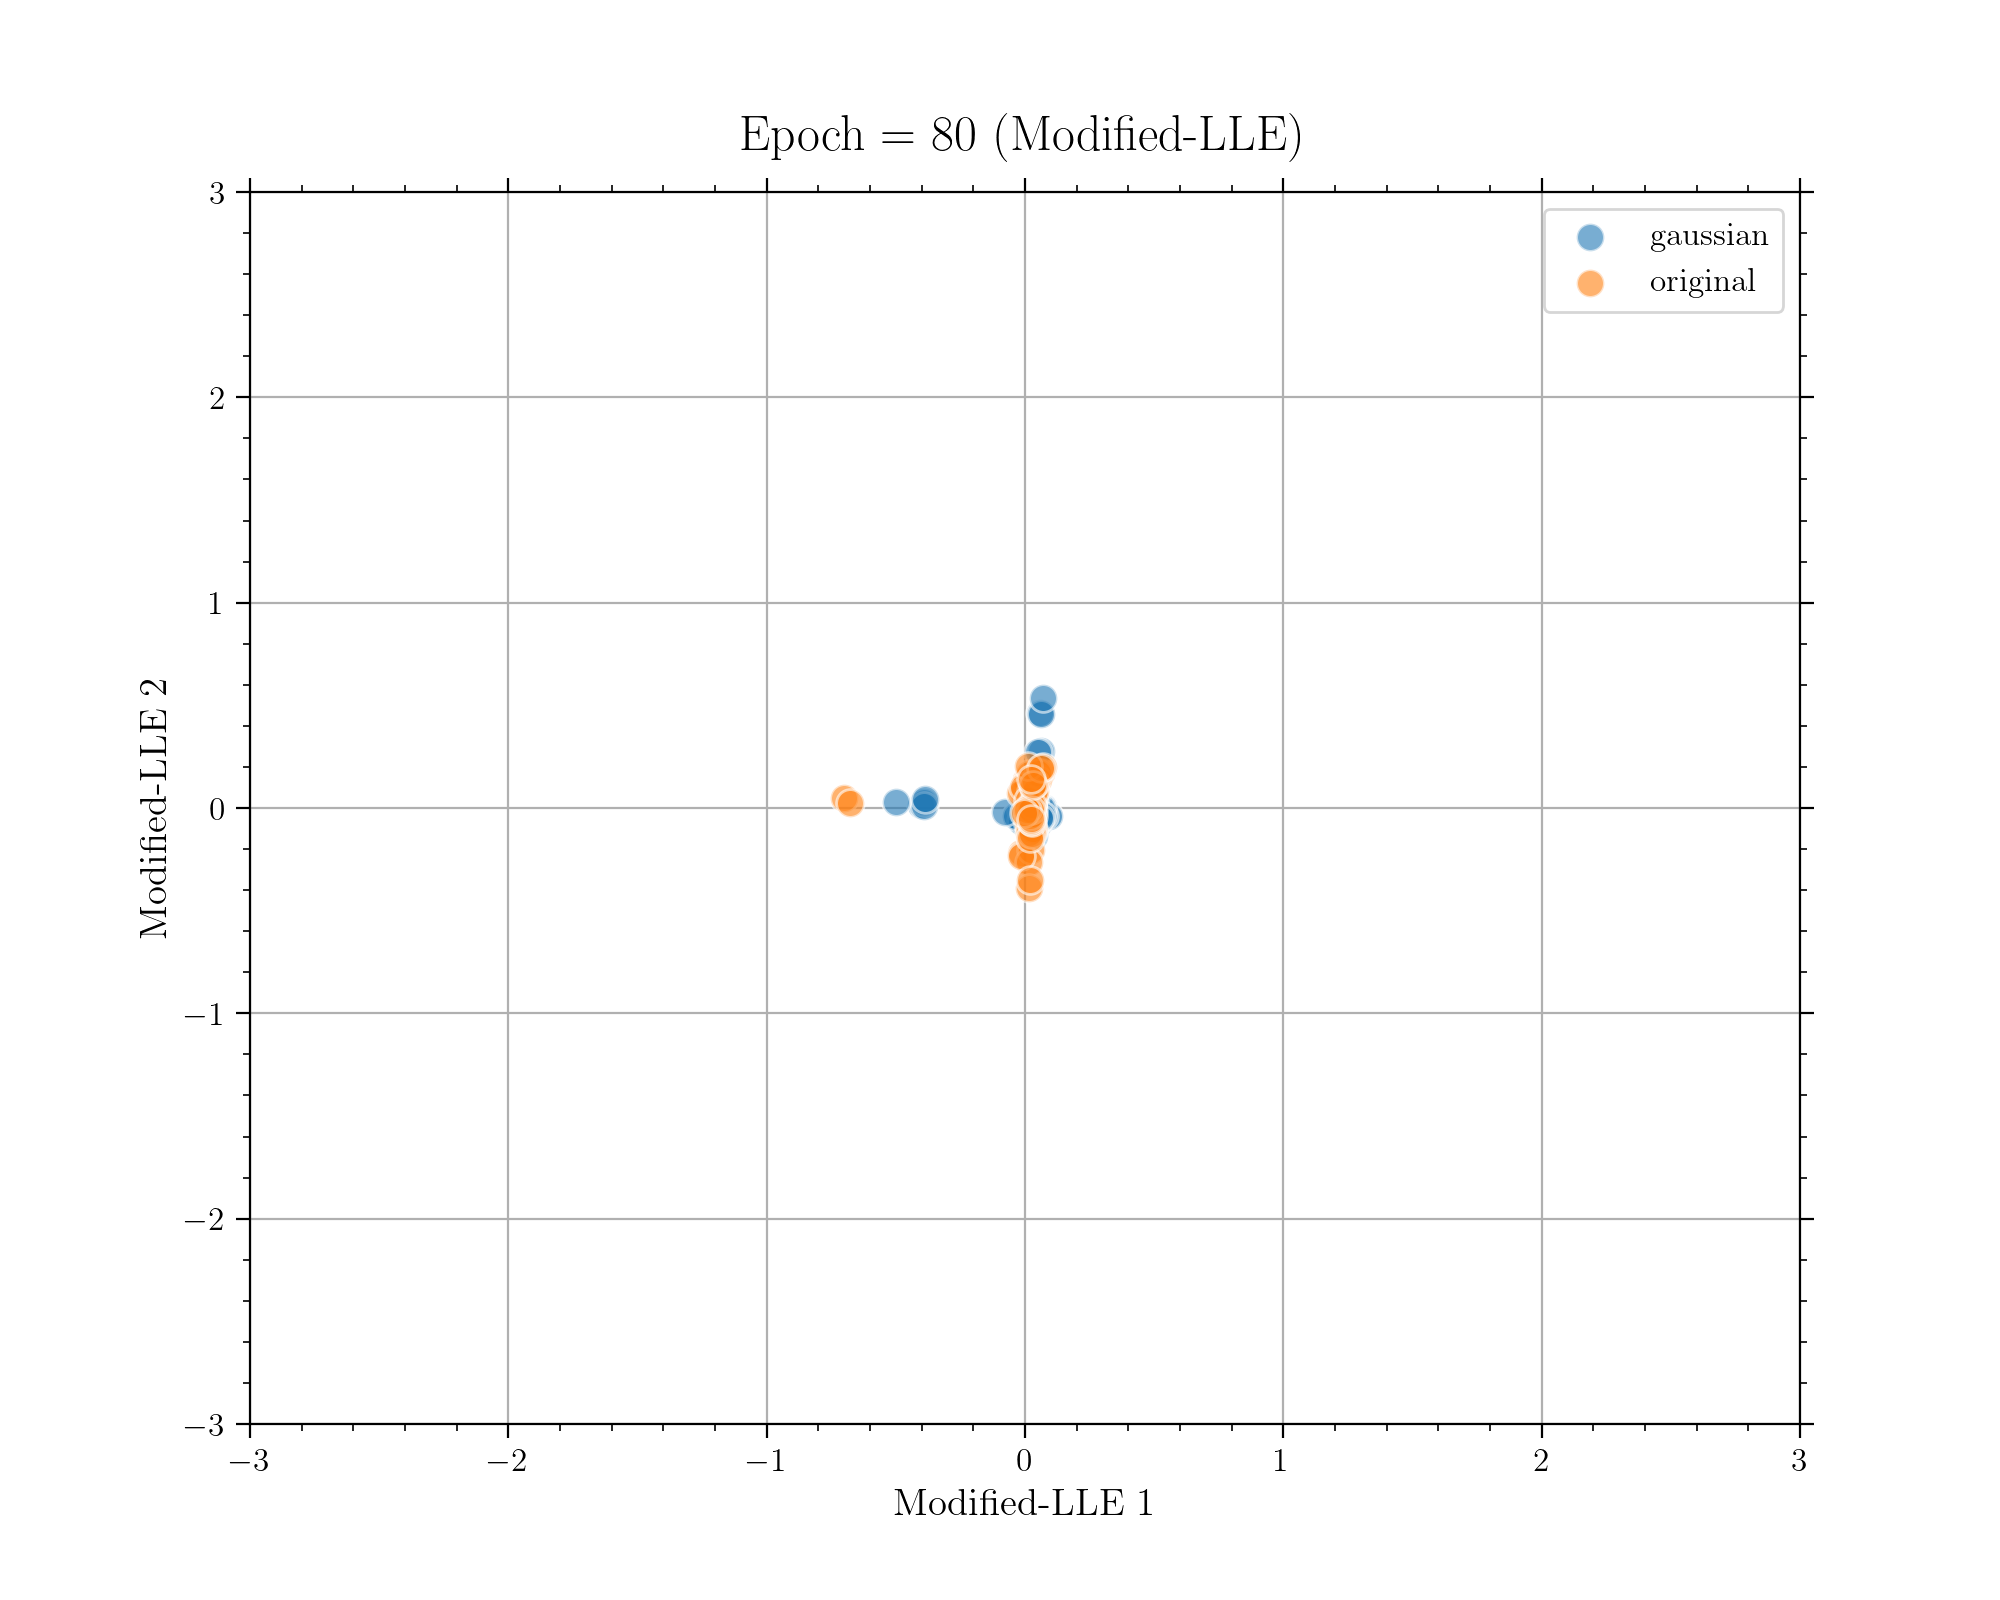 Epoch = 80 (Modified-LLE)
gaussian
original
3
2
1
0
−1
−2
−3
Modified-LLE 2
−3 −2 −1 0 1 2 3
Modified-LLE 1